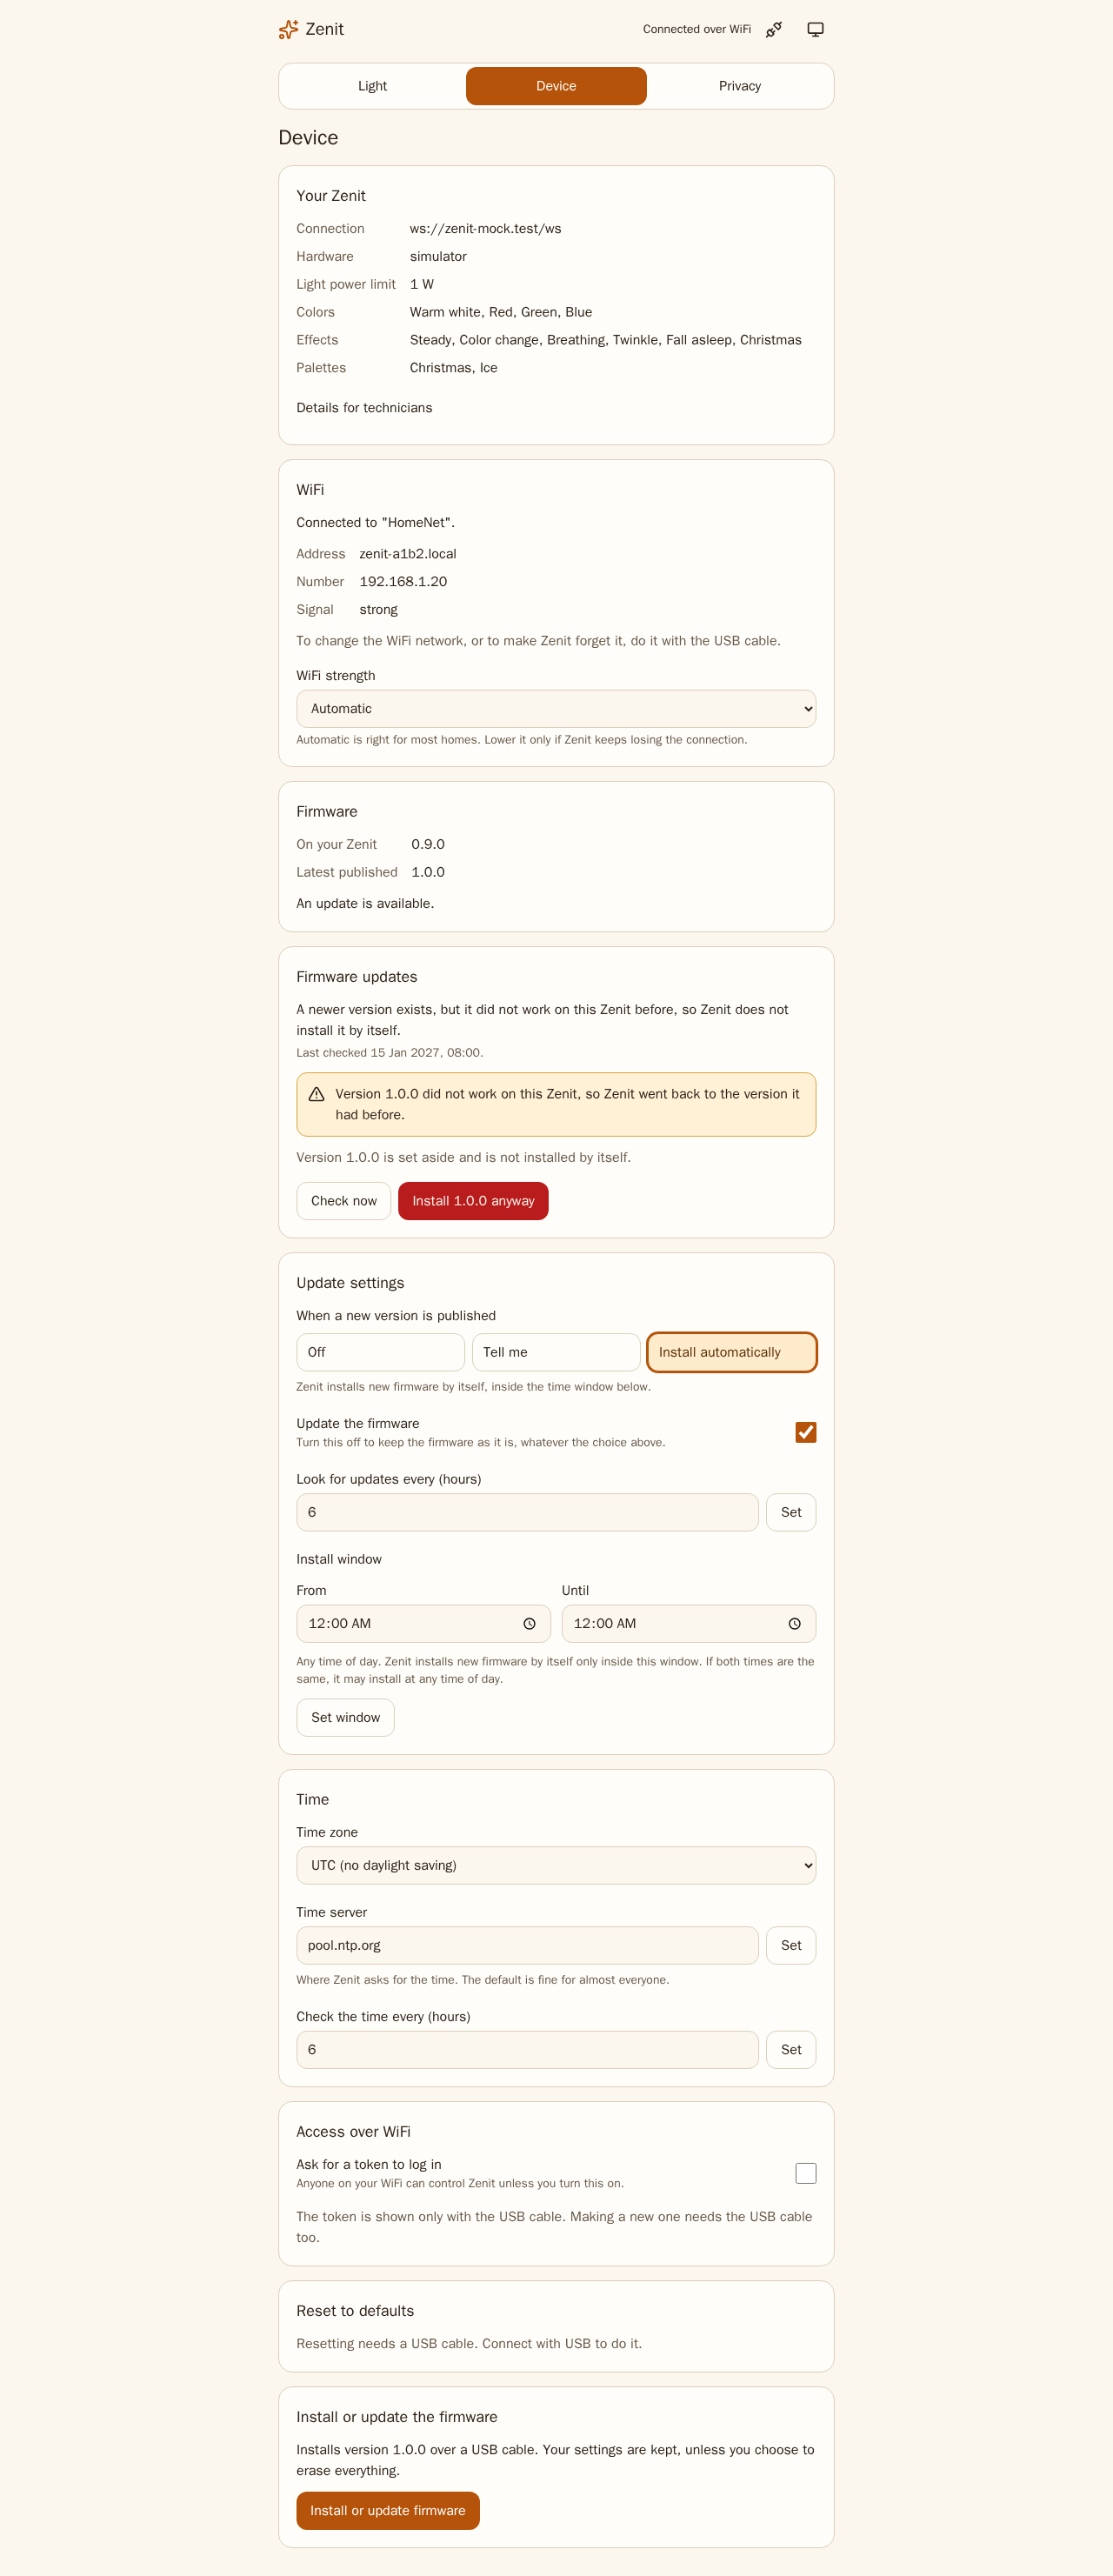 Zenit
Connected over WiFi
Light
Device
Privacy
Device
Your Zenit
Connection ws://zenit-mock.test/ws
Hardware simulator
Light power limit 1 W
Colors Warm white, Red, Green, Blue
Effects Steady, Color change, Breathing, Twinkle, Fall asleep, Christmas
Palettes Christmas, Ice
Details for technicians
WiFi
Connected to "HomeNet".
Address zenit-a1b2.local
Number 192.168.1.20
Signal strong
To change the WiFi network, or to make Zenit forget it, do it with the USB cable.
WiFi strength
Automatic
Automatic is right for most homes. Lower it only if Zenit keeps losing the connection.
Firmware
On your Zenit 0.9.0
Latest published 1.0.0
An update is available.
Firmware updates
A newer version exists, but it did not work on this Zenit before, so Zenit does not
install it by itself.
Last checked 15 Jan 2027, 08:00.
Version 1.0.0 did not work on this Zenit, so Zenit went back to the version it
had before.
Version 1.0.0 is set aside and is not installed by itself.
Check now
Install 1.0.0 anyway
Update settings
When a new version is published
Off
Tell me
Install automatically
Zenit installs new firmware by itself, inside the time window below.
Update the firmware
Turn this off to keep the firmware as it is, whatever the choice above.
Look for updates every (hours)
6
Set
Install window
From
Until
12:00 AM
12:00 AM
Any time of day. Zenit installs new firmware by itself only inside this window. If both times are the
same, it may install at any time of day.
Set window
Time
Time zone
UTC (no daylight saving)
Time server
pool.ntp.org
Set
Where Zenit asks for the time. The default is fine for almost everyone.
Check the time every (hours)
6
Set
Access over WiFi
Ask for a token to log in
Anyone on your WiFi can control Zenit unless you turn this on.
The token is shown only with the USB cable. Making a new one needs the USB cable
too.
Reset to defaults
Resetting needs a USB cable. Connect with USB to do it.
Install or update the firmware
Installs version 1.0.0 over a USB cable. Your settings are kept, unless you choose to
erase everything.
Install or update firmware